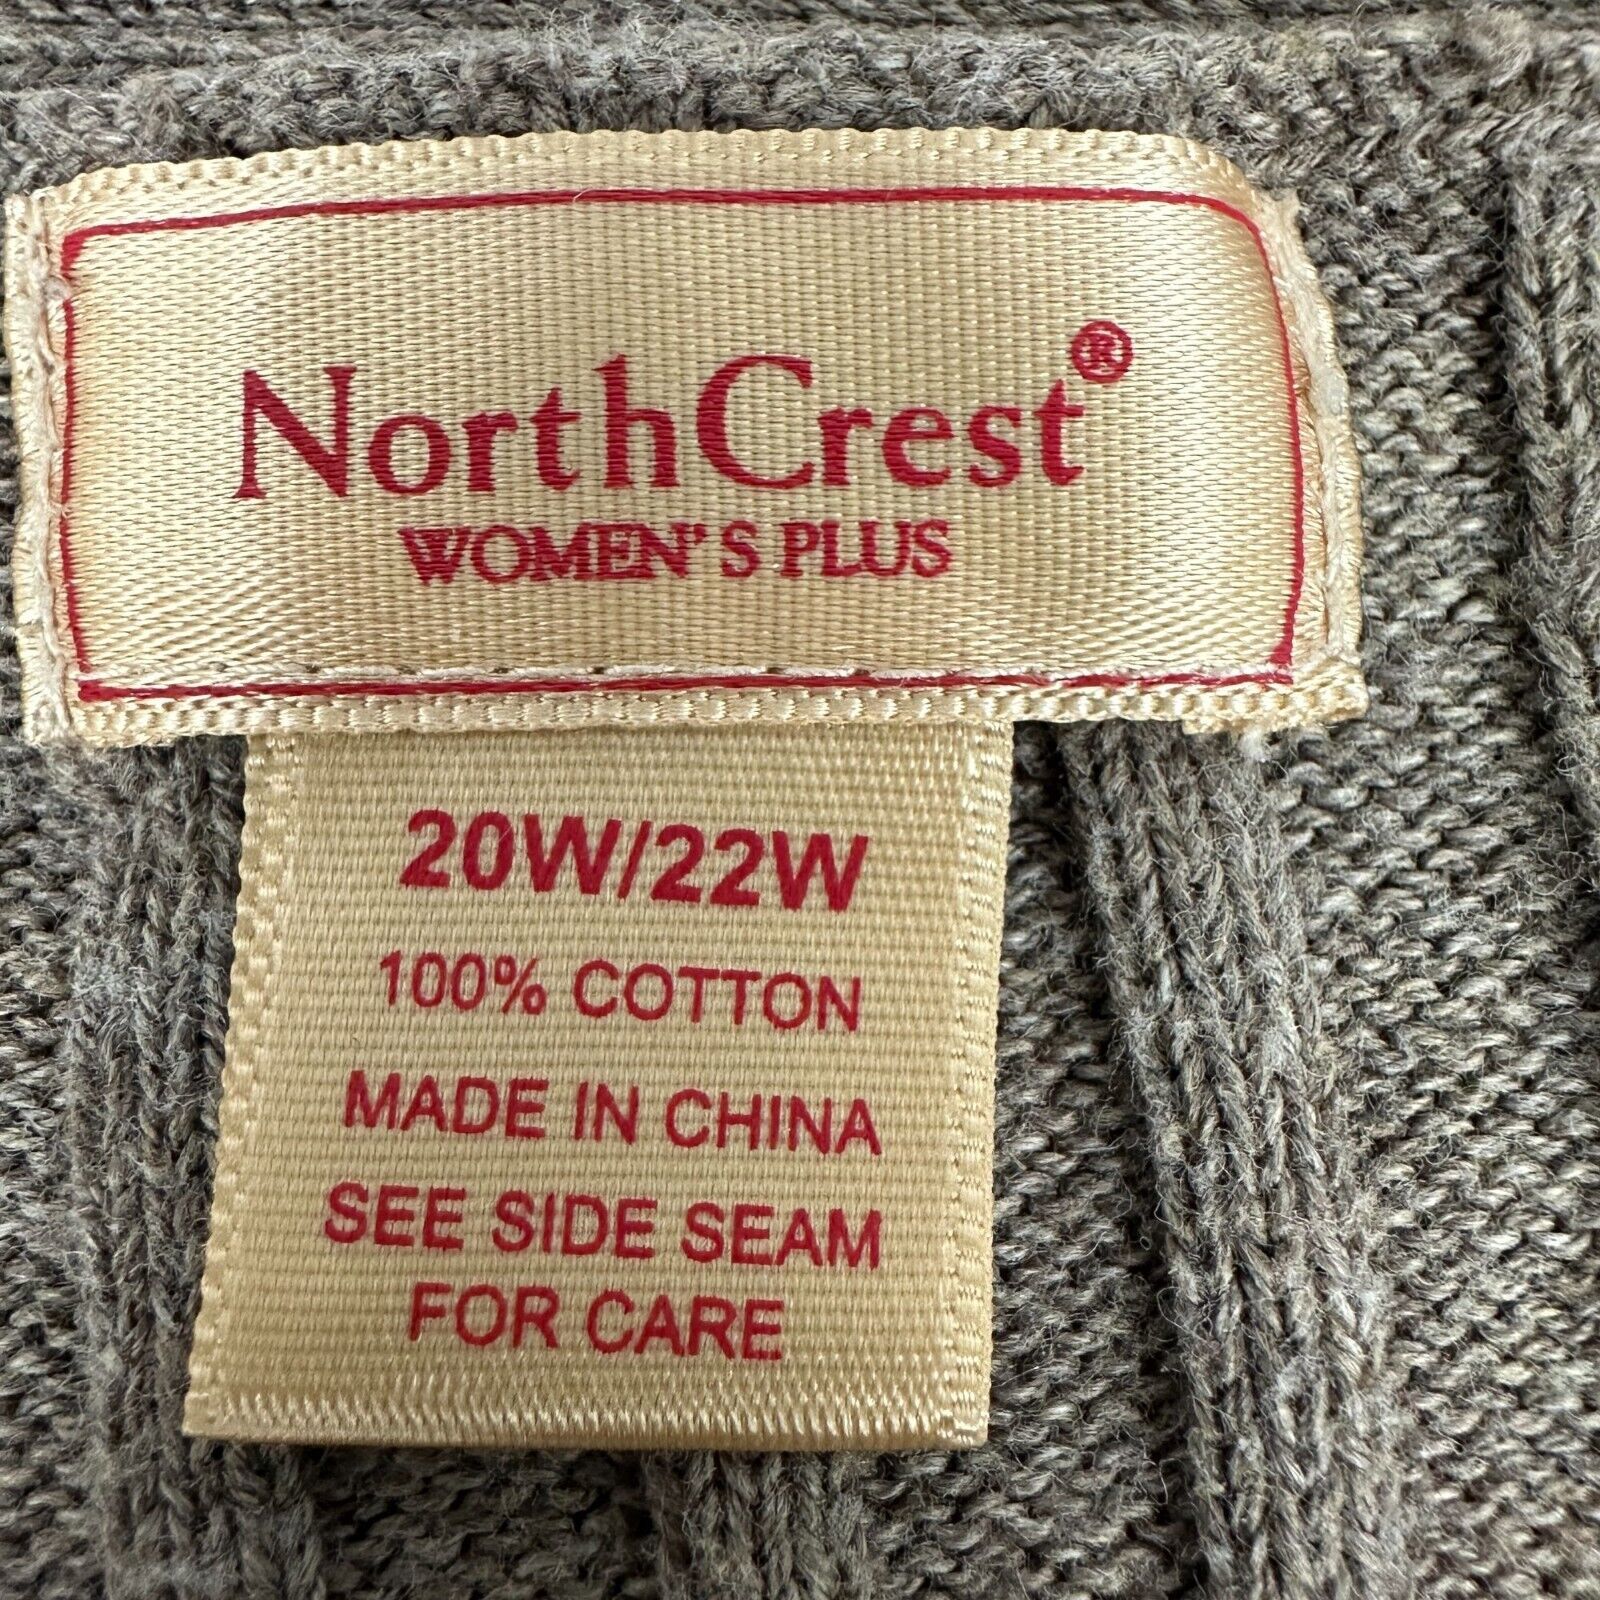 NorthCrest®
WOMEN'S PLUS
20W/22W
100% COTTON
MADE IN CHINA
SEE SIDE SEAM
FOR CARE